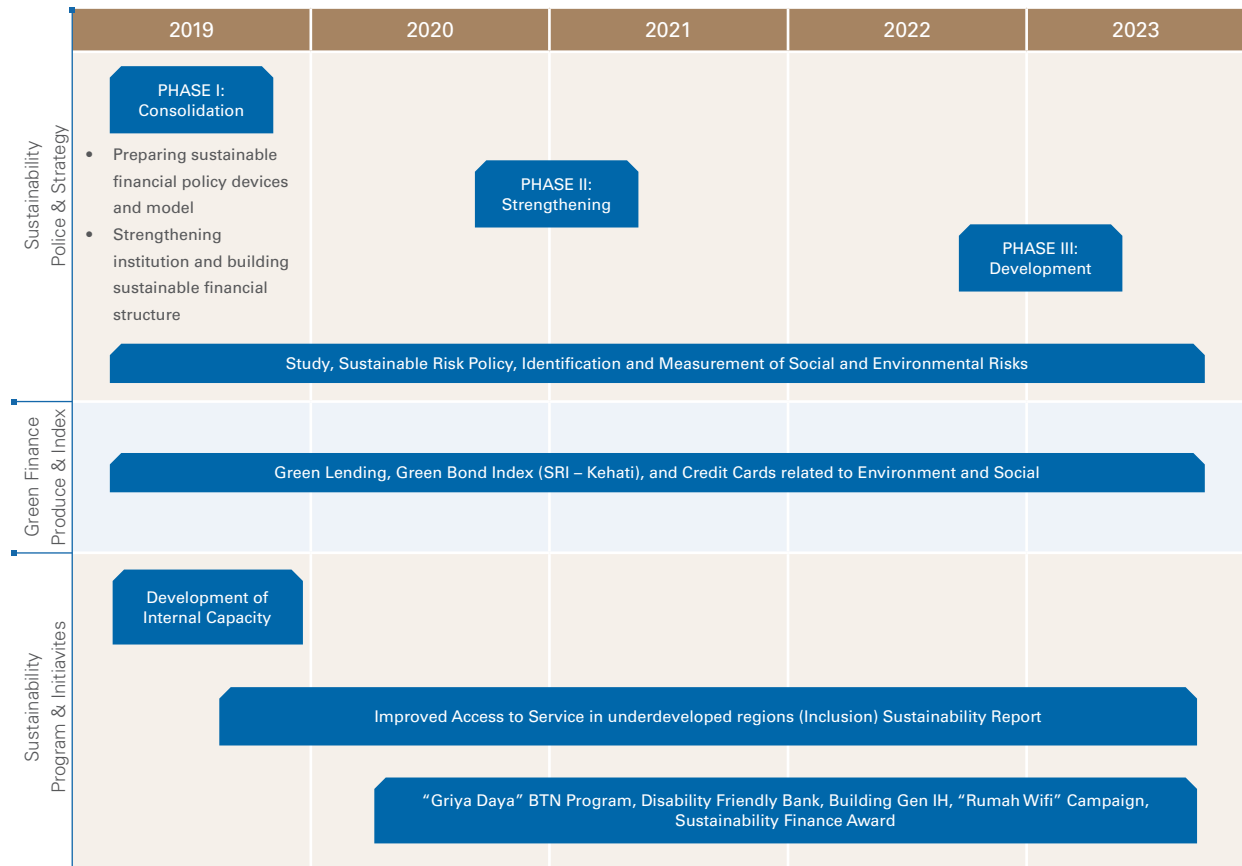 2019
2020
2021
2022
2023
Sustainability
Police & Strategy
PHASE I:
Consolidation
• Preparing sustainable
financial policy devices
and model
• Strengthening
institution and building
sustainable financial
structure
PHASE II:
Strengthening
PHASE III:
Development
Study, Sustainable Risk Policy, Identification and Measurement of Social and Environmental Risks
Green Finance
Produce & Index
Green Lending, Green Bond Index (SRI – Kehati), and Credit Cards related to Environment and Social
Sustainability
Program & Initiavites
Development of
Internal Capacity
Improved Access to Service in underdeveloped regions (Inclusion) Sustainability Report
“Griya Daya” BTN Program, Disability Friendly Bank, Building Gen IH, “Rumah Wifi” Campaign,
Sustainability Finance Award